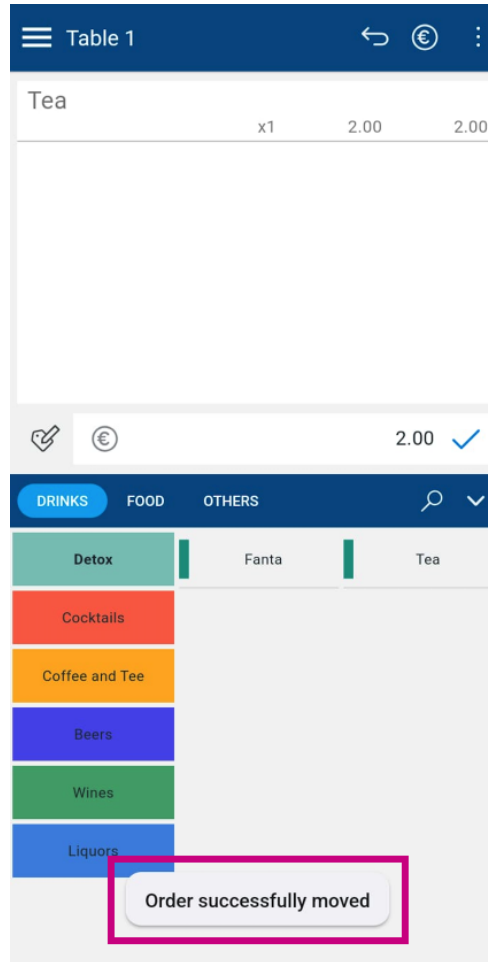 Table 1
Tea
x1 2.00 2.00
2.00
DRINKS FOOD OTHERS
Detox Fanta Tea
Cocktails
Coffee and Tee
Beers
Wines
Liquors
Order successfully moved